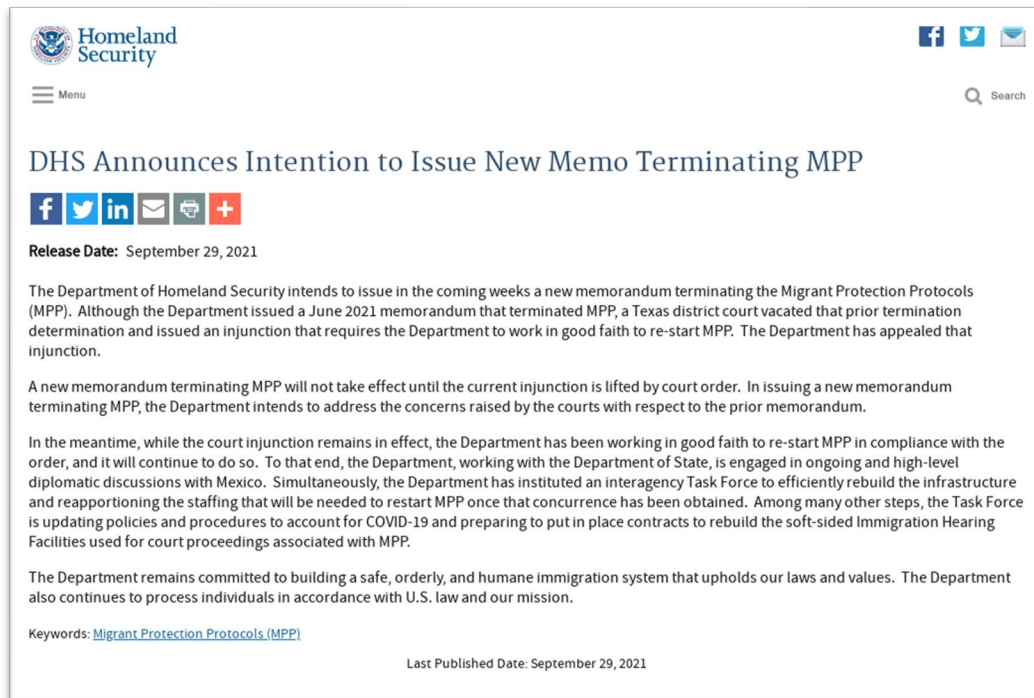 Homeland
Security
Menu
Search
DHS Announces Intention to Issue New Memo Terminating MPP
Release Date: September 29, 2021
The Department of Homeland Security intends to issue in the coming weeks a new memorandum terminating the Migrant Protection Protocols
(MPP). Although the Department issued a June 2021 memorandum that terminated MPP, a Texas district court vacated that prior termination
determination and issued an injunction that requires the Department to work in good faith to re-start MPP. The Department has appealed that
injunction.
A new memorandum terminating MPP will not take effect until the current injunction is lifted by court order. In issuing a new memorandum
terminating MPP, the Department intends to address the concerns raised by the courts with respect to the prior memorandum.
In the meantime, while the court injunction remains in effect, the Department has been working in good faith to re-start MPP in compliance with the
order, and it will continue to do so. To that end, the Department, working with the Department of State, is engaged in ongoing and high-level
diplomatic discussions with Mexico. Simultaneously, the Department has instituted an interagency Task Force to efficiently rebuild the infrastructure
and reapportioning the staffing that will be needed to restart MPP once that concurrence has been obtained. Among many other steps, the Task Force
is updating policies and procedures to account for COVID-19 and preparing to put in place contracts to rebuild the soft-sided Immigration Hearing
Facilities used for court proceedings associated with MPP.
The Department remains committed to building a safe, orderly, and humane immigration system that upholds our laws and values. The Department
also continues to process individuals in accordance with U.S. law and our mission.
Keywords: Migrant Protection Protocols (MPP)
Last Published Date: September 29, 2021